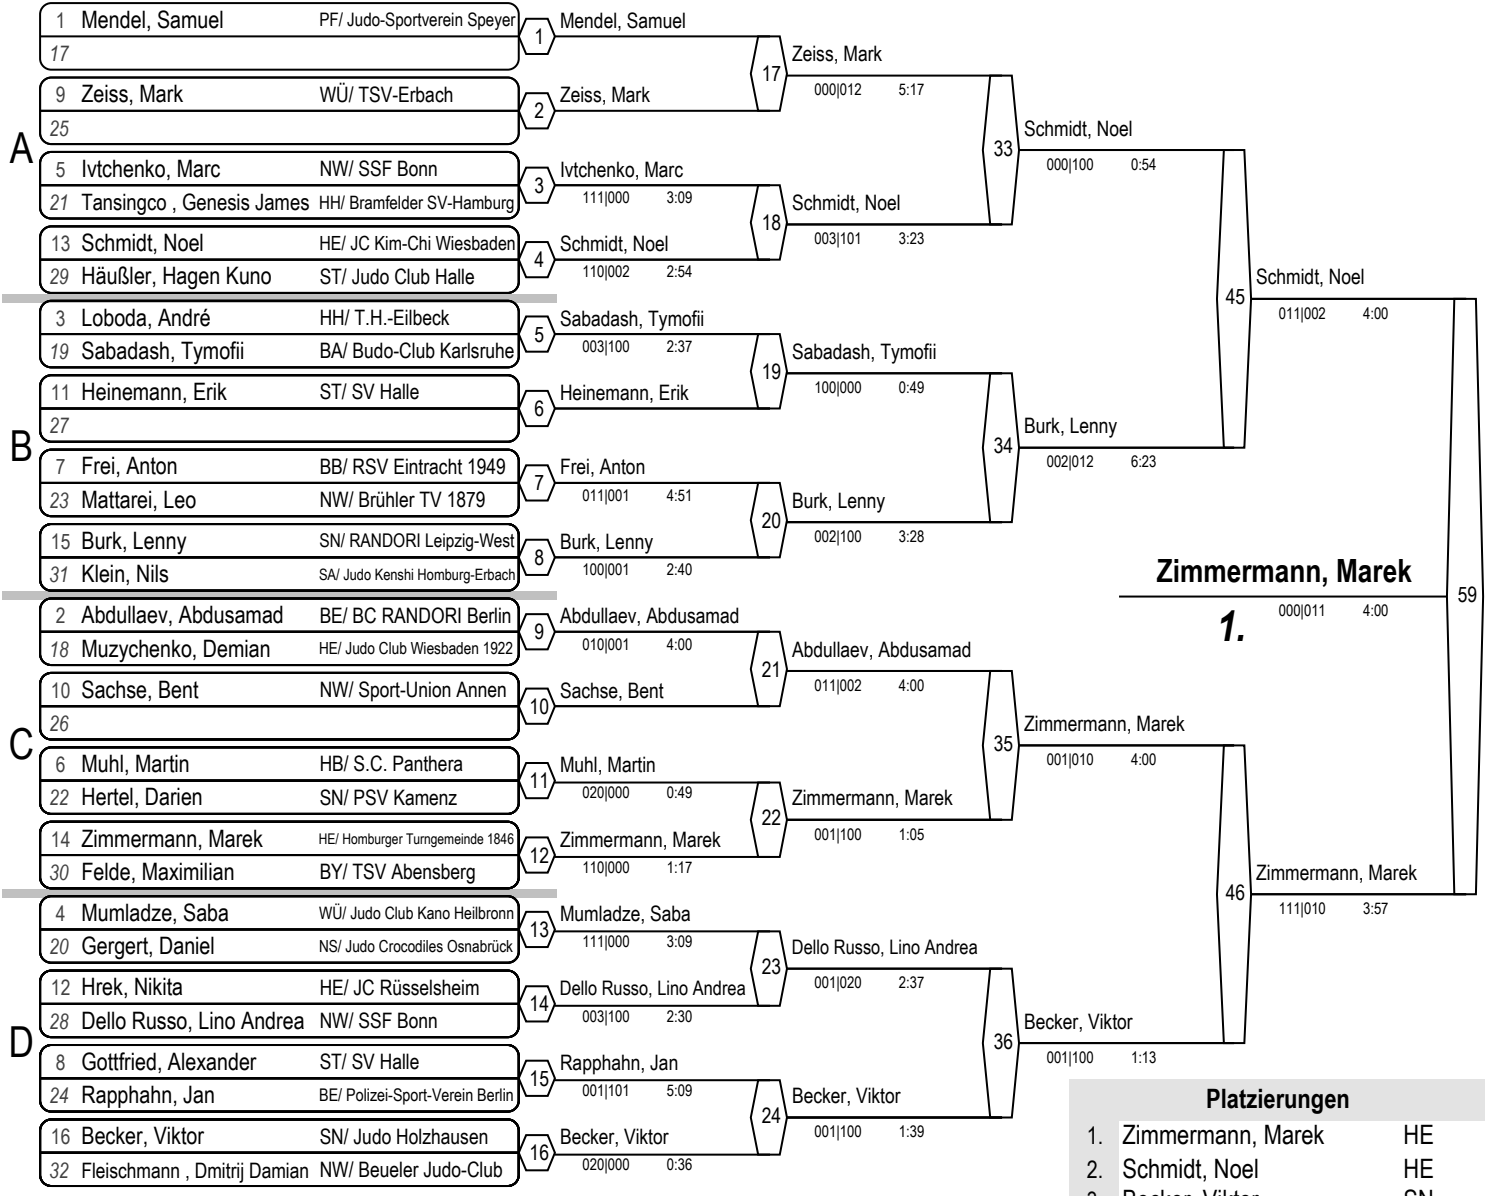 A
1 Mendel, Samuel PF/ Judo-Sportverein Speyer
17
1
9 Zeiss, Mark WÜ/ TSV-Erbach
25
2
5 Ivtchenko, Marc NW/ SSF Bonn
21 Tansingco , Genesis James HH/ Bramfelder SV-Hamburg
3
13 Schmidt, Noel HE/ JC Kim-Chi Wiesbaden
29 Häußler, Hagen Kuno ST/ Judo Club Halle
4
B
3 Loboda, André HH/ T.H.-Eilbeck
19 Sabadash, Tymofii BA/ Budo-Club Karlsruhe
5
11 Heinemann, Erik ST/ SV Halle
27
6
7 Frei, Anton BB/ RSV Eintracht 1949
23 Mattarei, Leo NW/ Brühler TV 1879
7
15 Burk, Lenny SN/ RANDORI Leipzig-West
31 Klein, Nils SA/ Judo Kenshi Homburg-Erbach
8
C
2 Abdullaev, Abdusamad BE/ BC RANDORI Berlin
18 Muzychenko, Demian HE/ Judo Club Wiesbaden 1922
9
10 Sachse, Bent NW/ Sport-Union Annen
26
10
6 Muhl, Martin HB/ S.C. Panthera
22 Hertel, Darien SN/ PSV Kamenz
11
14 Zimmermann, Marek HE/ Homburger Turngemeinde 1846
30 Felde, Maximilian BY/ TSV Abensberg
12
D
4 Mumladze, Saba WÜ/ Judo Club Kano Heilbronn
20 Gergert, Daniel NS/ Judo Crocodiles Osnabrück
13
12 Hrek, Nikita HE/ JC Rüsselsheim
28 Dello Russo, Lino Andrea NW/ SSF Bonn
14
8 Gottfried, Alexander ST/ SV Halle
24 Rapphahn, Jan BE/ Polizei-Sport-Verein Berlin
15
16 Becker, Viktor SN/ Judo Holzhausen
32 Fleischmann , Dmitrij Damian NW/ Beueler Judo-Club
16
Mendel, Samuel
Zeiss, Mark
17
Ivtchenko, Marc
111|000 3:09
Schmidt, Noel
110|002 2:54
18
Sabadash, Tymofii
003|100 2:37
Heinemann, Erik
19
Frei, Anton
011|001 4:51
Burk, Lenny
100|001 2:40
20
Abdullaev, Abdusamad
010|001 4:00
Sachse, Bent
21
Muhl, Martin
020|000 0:49
Zimmermann, Marek
110|000 1:17
22
Mumladze, Saba
111|000 3:09
Dello Russo, Lino Andrea
003|100 2:30
23
Rapphahn, Jan
001|101 5:09
Becker, Viktor
020|000 0:36
24
Zeiss, Mark
000|012 5:17
Schmidt, Noel
003|101 3:23
33
Sabadash, Tymofii
100|000 0:49
Burk, Lenny
002|100 3:28
34
Abdullaev, Abdusamad
011|002 4:00
Zimmermann, Marek
001|100 1:05
35
Dello Russo, Lino Andrea
001|020 2:37
Becker, Viktor
001|100 1:39
36
Schmidt, Noel
000|100 0:54
Burk, Lenny
002|012 6:23
45
Zimmermann, Marek
001|010 4:00
Becker, Viktor
001|100 1:13
46
Schmidt, Noel
011|002 4:00
Zimmermann, Marek
111|010 3:57
59
Zimmermann, Marek
1. 000|011 4:00
Platzierungen
1. Zimmermann, Marek HE
2. Schmidt, Noel HE
3. Becker, Viktor SN